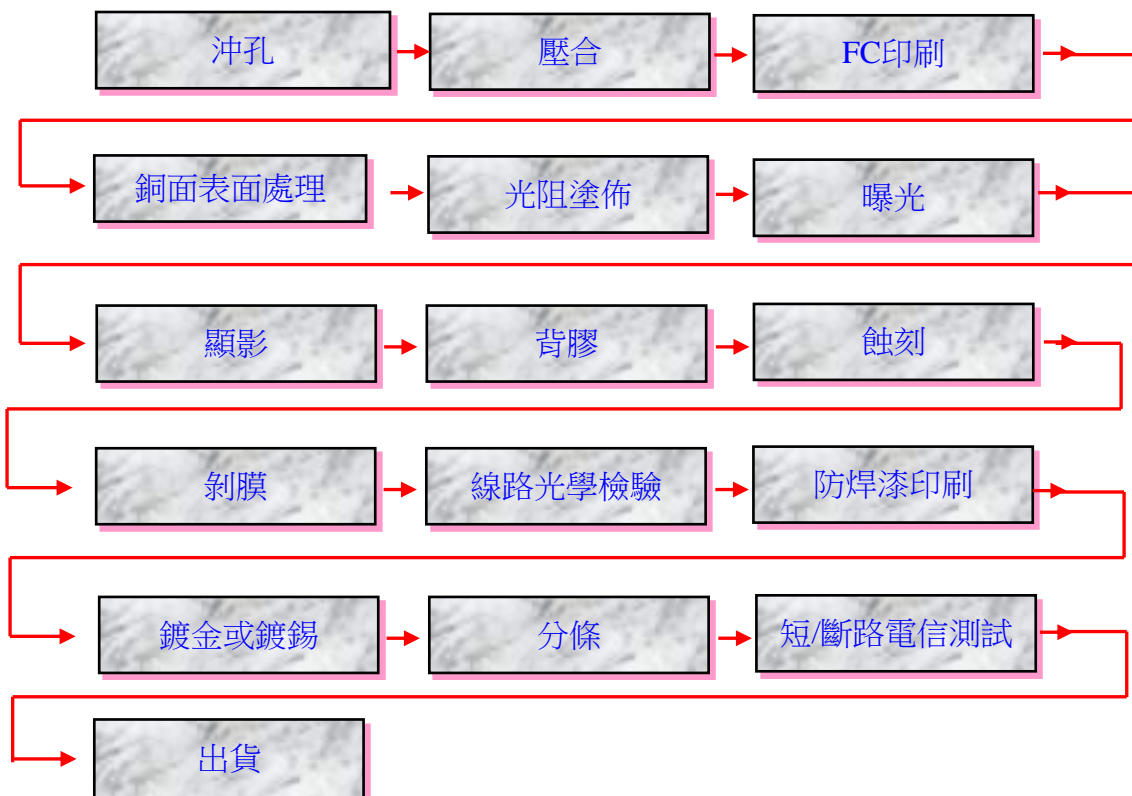 沖孔
壓合
FC印刷
銅面表面處理
光阻塗佈
曝光
顯影
背膠
蝕刻
剝膜
線路光學檢驗
防焊漆印刷
鍍金或鍍錫
分條
短/斷路電信測試
出貨